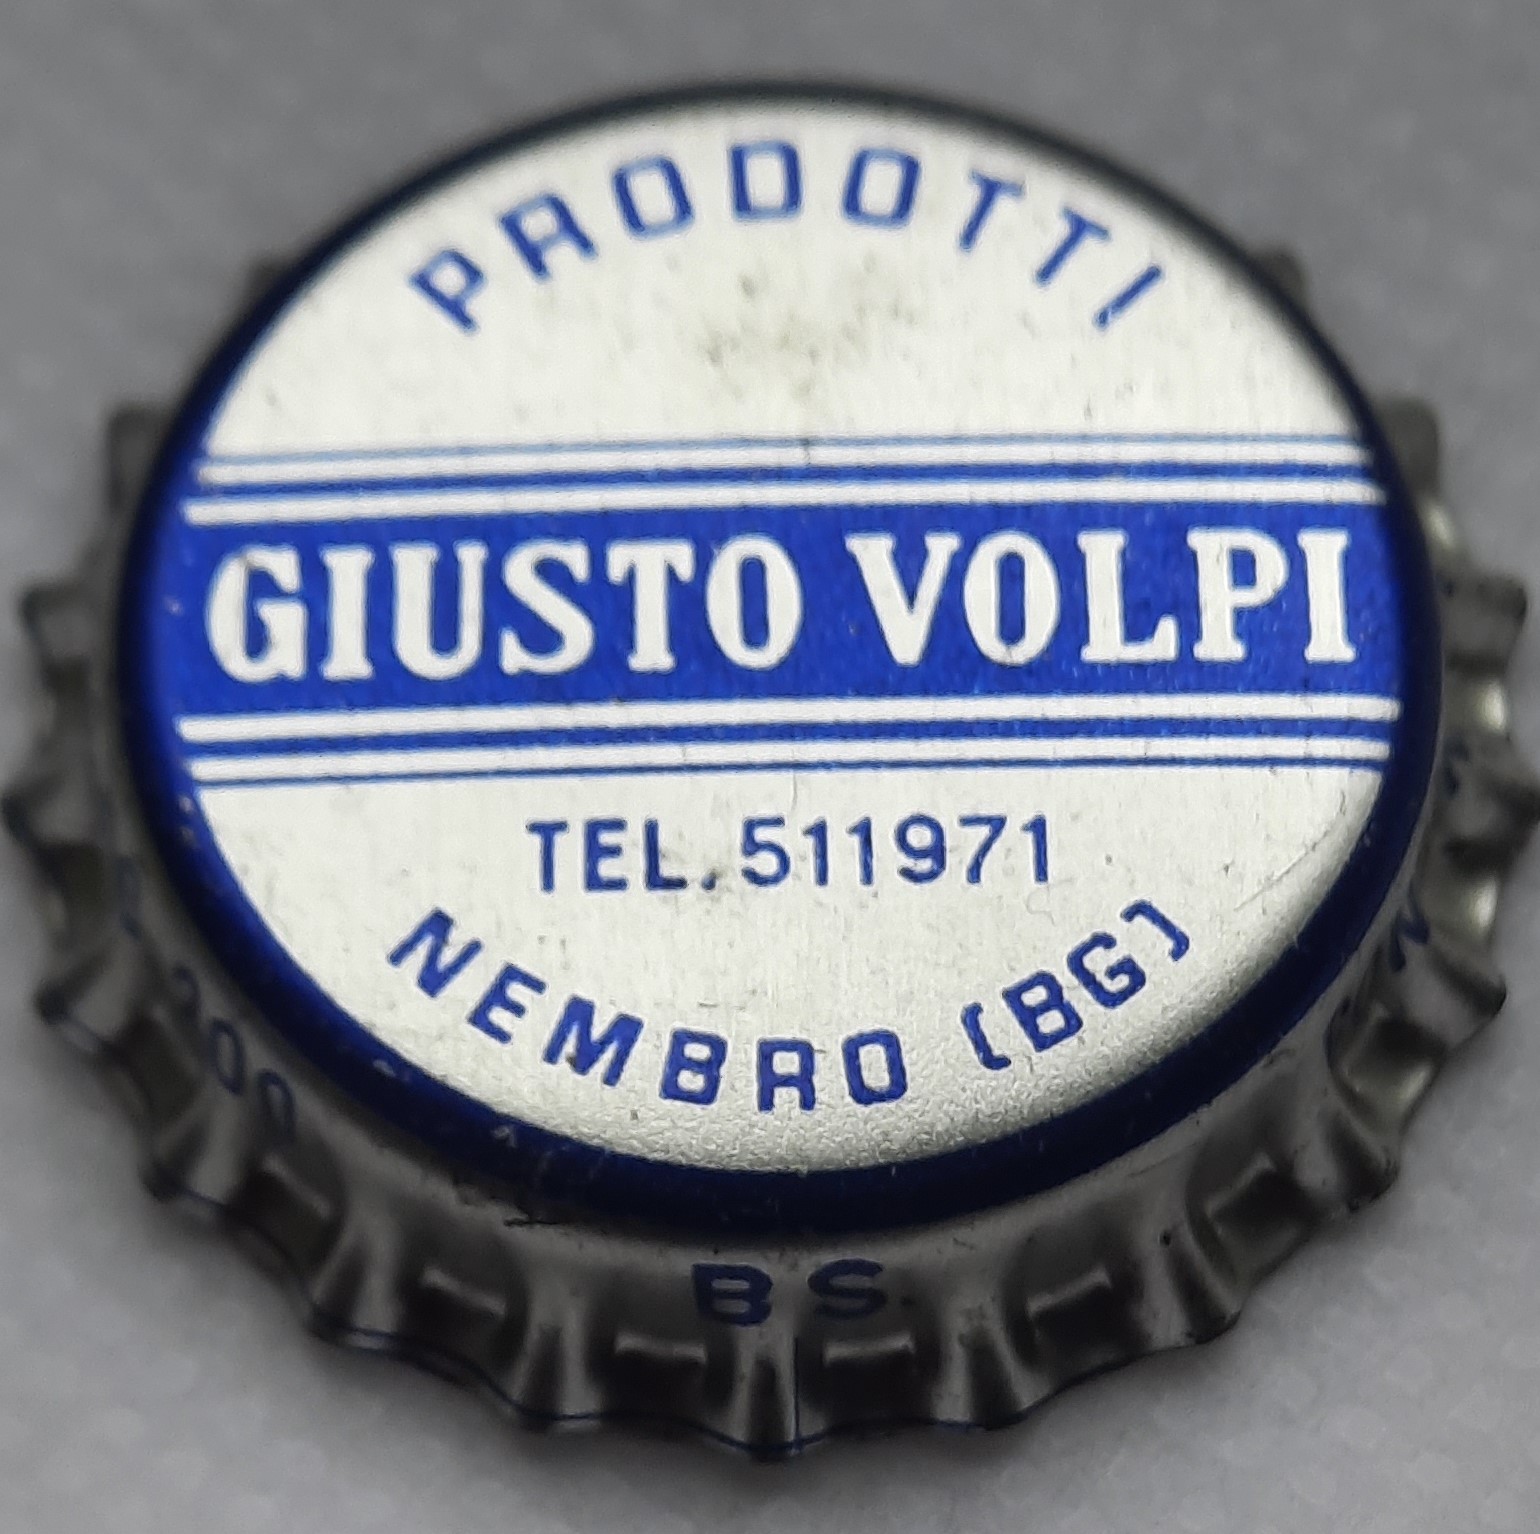 PRODOTTI
GIUSTO VOLPI
TEL. 511971
NEMBRO (BG)
BS